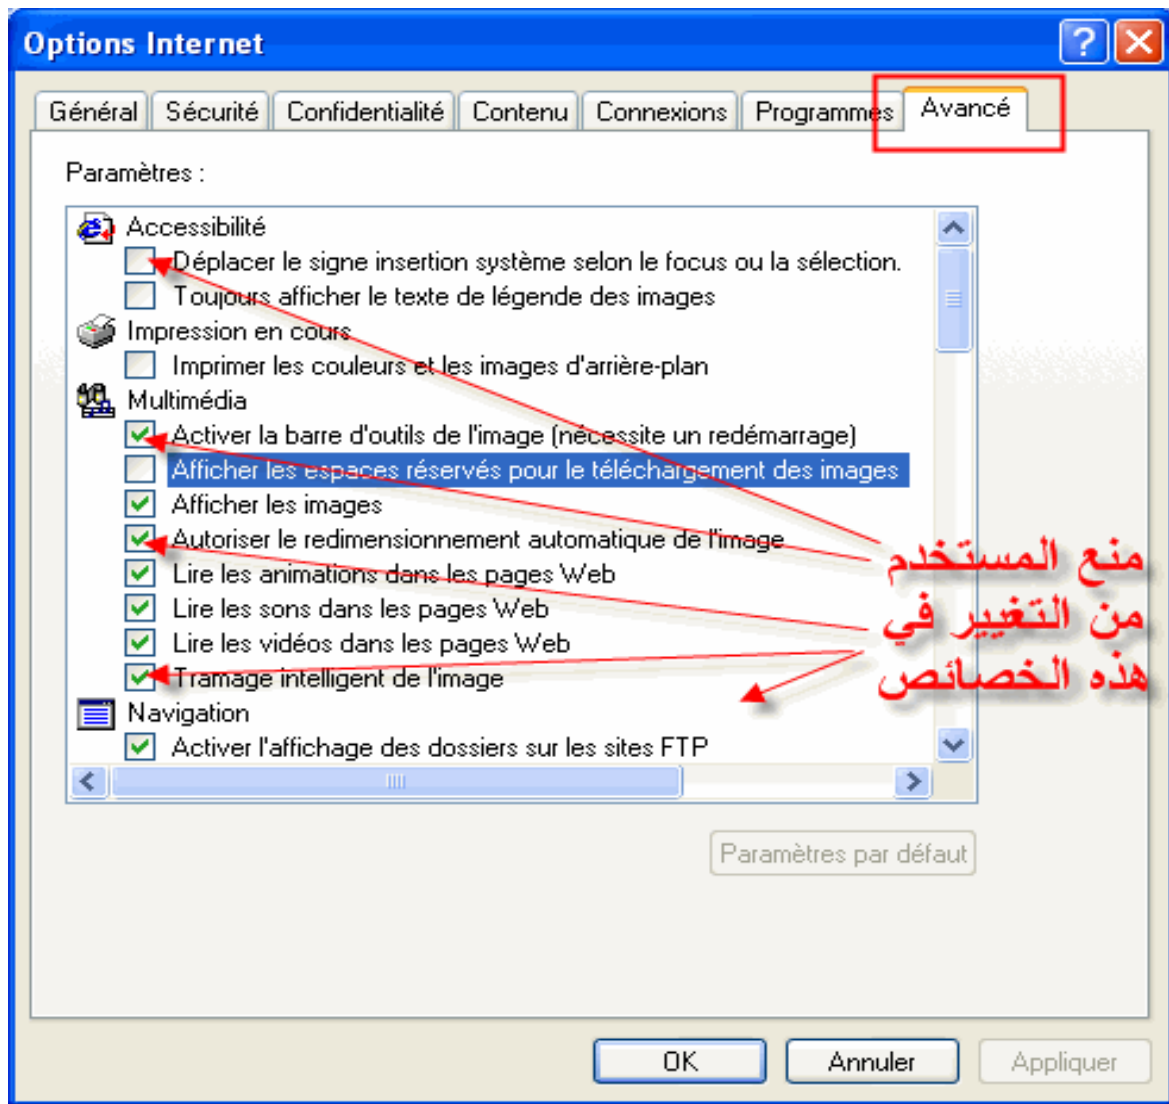 Options Internet
Général Sécurité Confidentialité Contenu Connexions Programmes Avancé
Paramètres :
Accessibilité
Déplacer le signe insertion système selon le focus ou la sélection.
Toujours afficher le texte de légende des images
Impression en cours
Imprimer les couleurs et les images d'arrière-plan
Multimédia
Activer la barre d'outils de l'image (nécessite un redémarrage)
Afficher les espaces réservés pour le téléchargement des images
Afficher les images
Autoriser le redimensionnement automatique de l'image
Lire les animations dans les pages Web
Lire les sons dans les pages Web
Lire les vidéos dans les pages Web
Tramage intelligent de l'image
Navigation
Activer l'affichage des dossiers sur les sites FTP
منع المستخدم
من التغيير في
هذه الخصائص
Paramètres par défaut
OK Annuler Appliquer